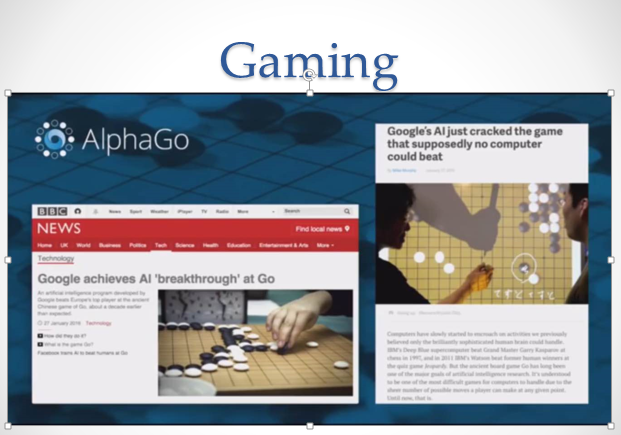 Gaming
AlphaGo
BBC News Sport Weather iPlayer TV Radio More Search
NEWS
Find local news
Home UK World Business Politics Tech Science Health Education Entertainment & Arts More
Technology
Google achieves AI 'breakthrough' at Go
An artificial intelligence program developed by
Google beats Europe's top player at the ancient
Chinese game of Go, about a decade earlier
than expected
27 January 2016 Technology
How did they do it?
What is the game Go?
Facebook trains AI to beat humans at Go
Google's AI just cracked the game
that supposedly no computer
could beat
By January 27, 2016
Computers have slowly started to encroach on activities we previously
believed only the brilliantly sophisticated human brain could handle.
IBM's Deep Blue supercomputer beat Grand Master Garry Kasparov at
chess in 1997, and in 2011 IBM's Watson beat former human winners at
the quiz game Jeopardy. But the ancient board game Go has long been
one of the major goals of artificial intelligence research. It's understood
to be one of the most difficult games for computers to handle due to the
sheer number of possible moves a player can make at any given point.
Until now, that is.